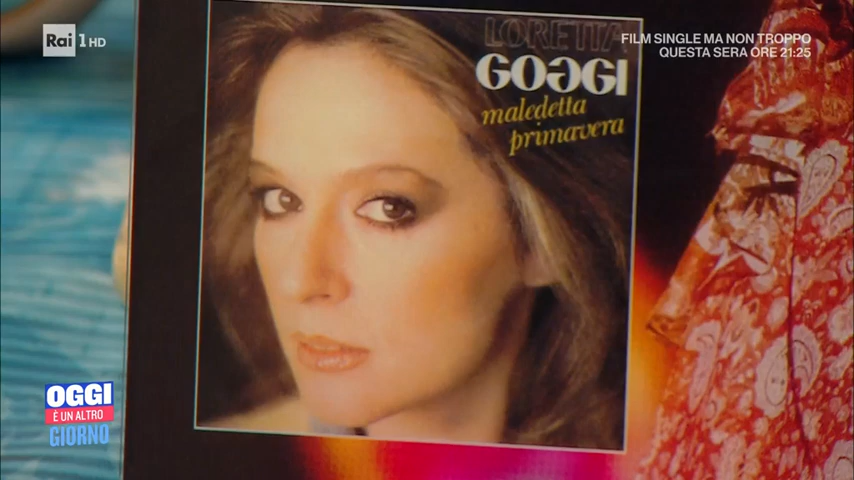 Rai 1 HD
FILM SINGLE MA NON TROPPO
QUESTA SERA ORE 21:25
LORETTA
GOGGI
maledetta
primavera
OGGI
È UN ALTRO
GIORNO